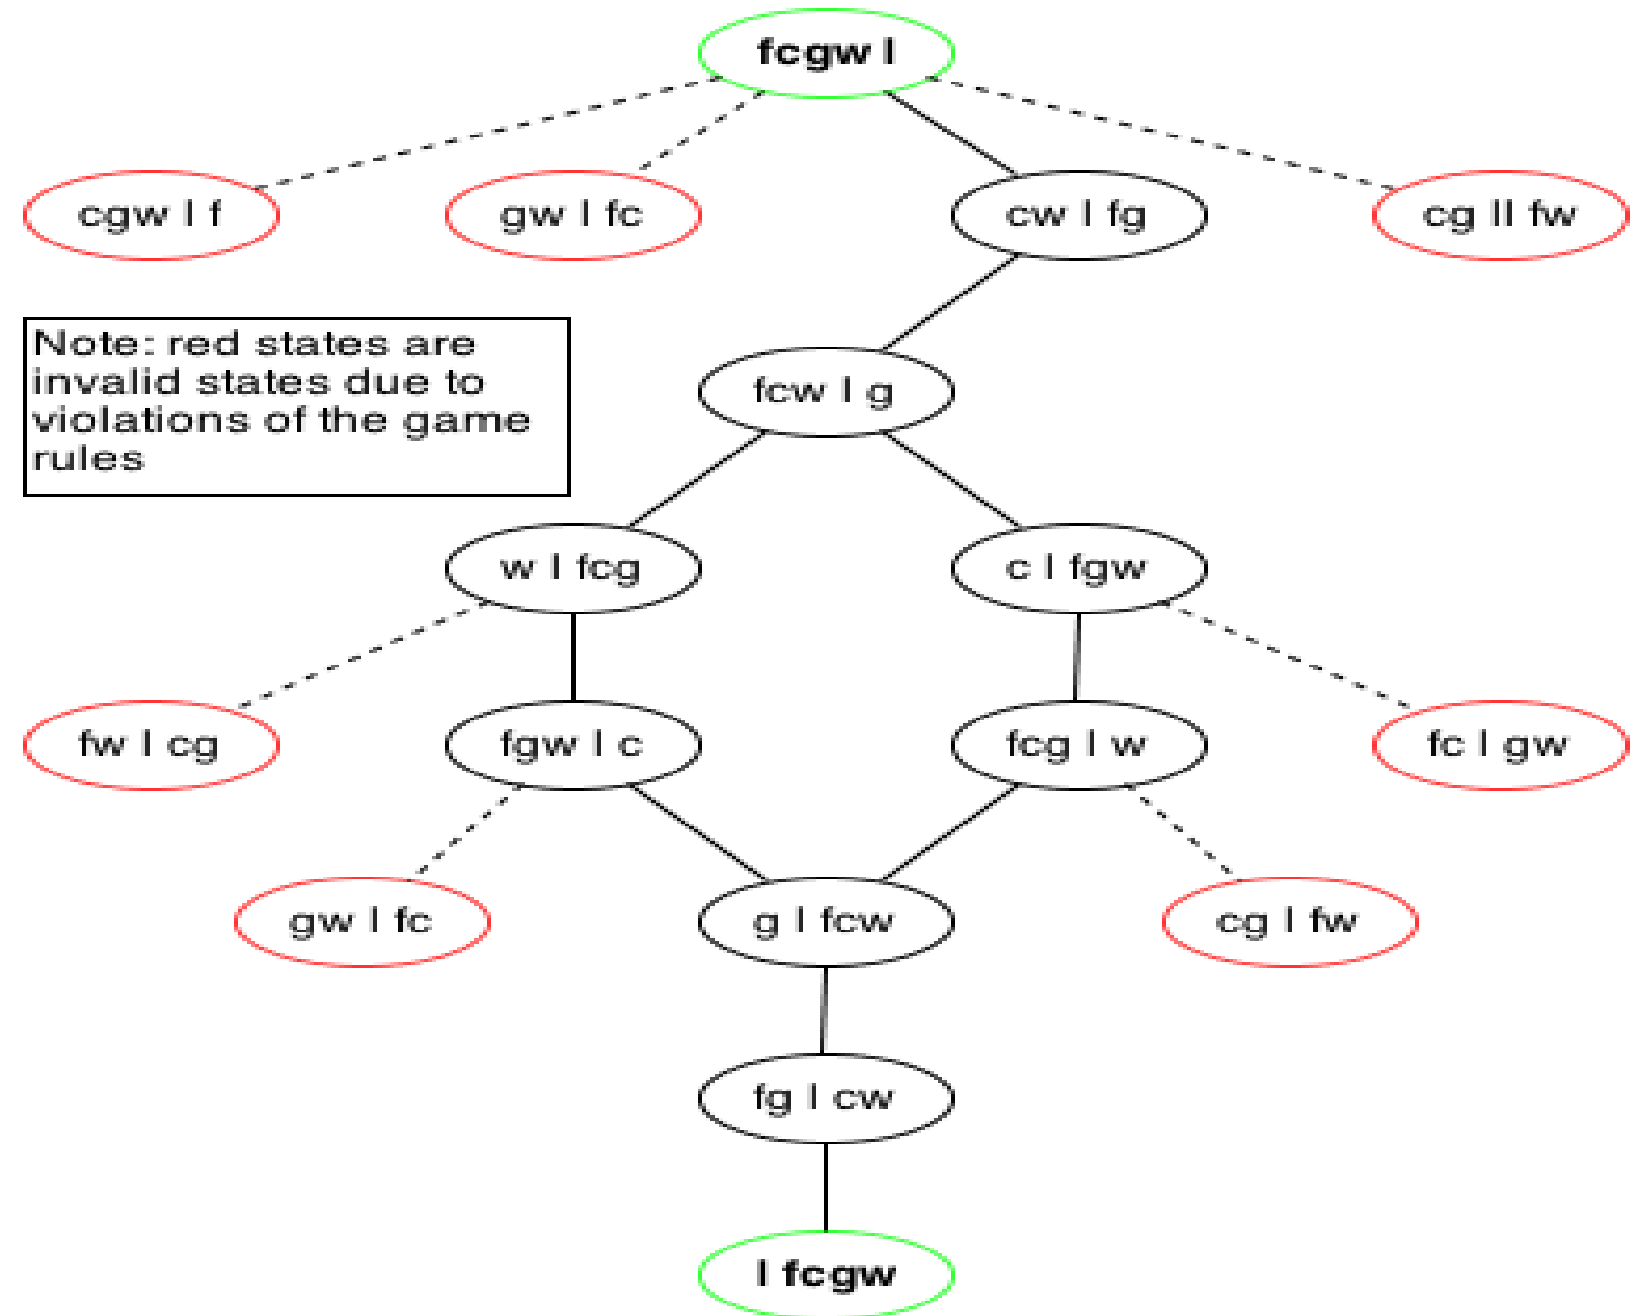 fcgw |
cgw | f
gw | fc
cw | fg
cg || fw
Note: red states are
invalid states due to
violations of the game
rules
fcw | g
w | fcg
c | fgw
fw | cg
fgw | c
fcg | w
fc | gw
gw | fc
g | fcw
cg | fw
fg | cw
| fcgw